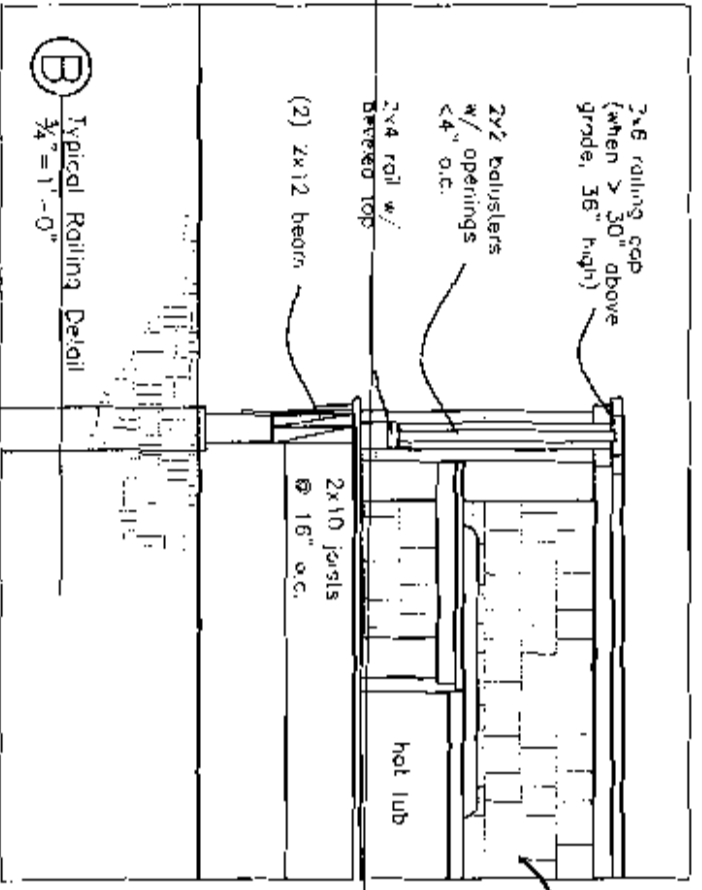 2x6 railing cap
(when > 30" above
grade, 36" high)
2x2 balusters
w/ openings
<4" o.c.
2x4 rail w/
beveled top
(2) 2x12 beam
2x10 joists
@ 16" o.c.
hot tub
B
Typical Railing Detail
3/4"=1'-0"